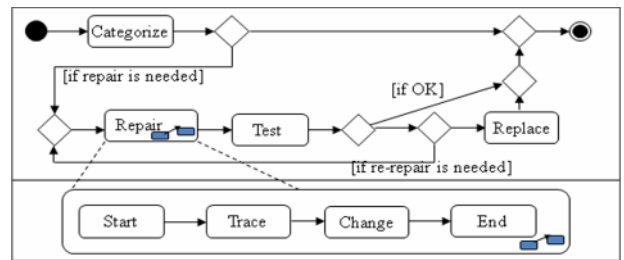 Categorize
[if repair is needed]
[if OK]
Repair
Test
Replace
[if re-repair is needed]
Start
Trace
Change
End